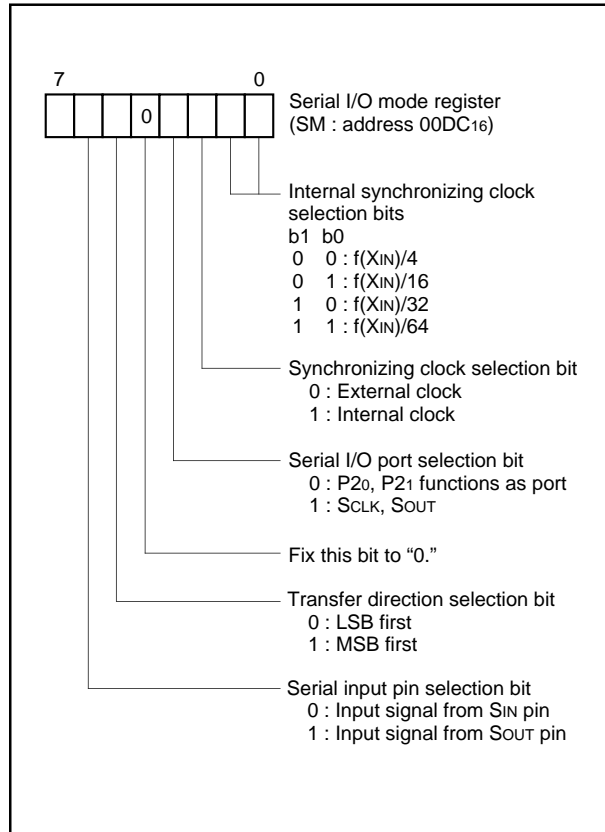 7 0
0
Serial I/O mode register
(SM : address 00DC16)
Internal synchronizing clock
selection bits
b1 b0
0 0 : f(XIN)/4
0 1 : f(XIN)/16
1 0 : f(XIN)/32
1 1 : f(XIN)/64
Synchronizing clock selection bit
0 : External clock
1 : Internal clock
Serial I/O port selection bit
0 : P20, P21 functions as port
1 : SCLK, SOUT
Fix this bit to “0.”
Transfer direction selection bit
0 : LSB first
1 : MSB first
Serial input pin selection bit
0 : Input signal from SIN pin
1 : Input signal from SOUT pin